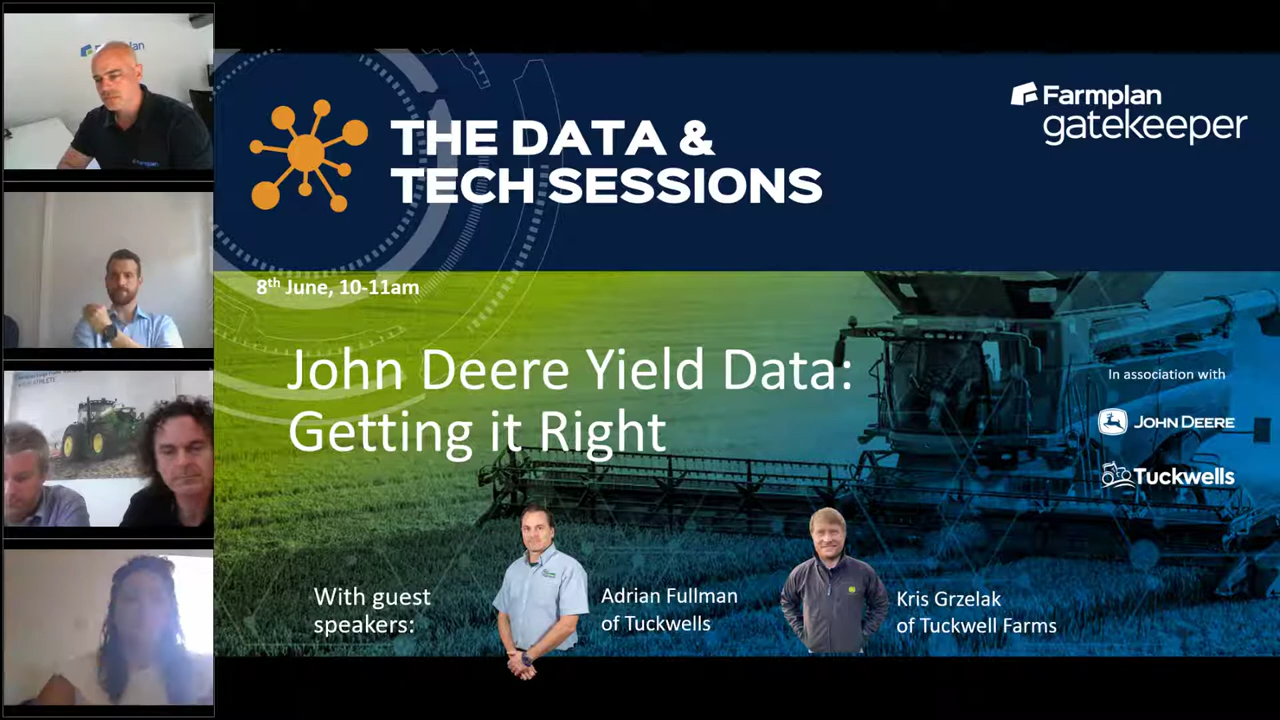 THE DATA &
TECH SESSIONS
Farmplan
gatekeeper
8th June, 10-11am
John Deere Yield Data:
Getting it Right
In association with
JOHN DEERE
Tuckwells
With guest
speakers:
Adrian Fullman
of Tuckwells
Kris Grzelak
of Tuckwell Farms